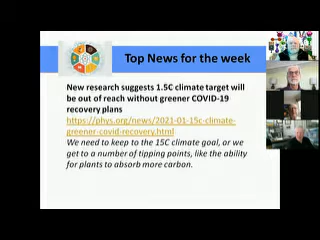 Top News for the week
New research suggests 1.5C climate target will
be out of reach without greener COVID-19
recovery plans
https://phys.org/news/2021-01-15c-climate-
greener-covid-recovery.html
We need to keep to the 15C climate goal, or we
get to a number of tipping points, like the ability
for plants to absorb more carbon.